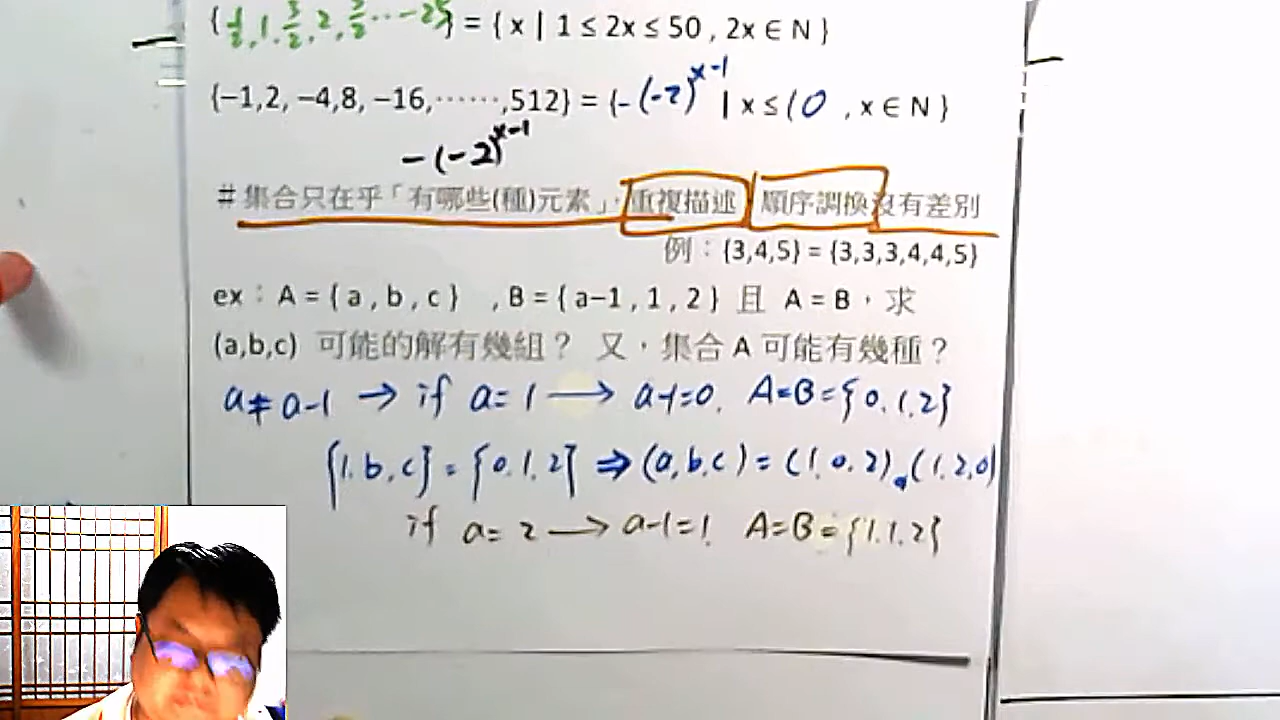 {½, 1, 3/2, 2, 5/2 ⋯ -25} = { x | 1 ≤ 2x ≤ 50 , 2x ∈ N }
{−1,2, −4,8, −16,⋯⋯,512} = {-(-2)^x-1 | x ≤ 10 , x ∈ N }
-(-2)^x-1
#集合只在乎「有哪些(種)元素」,重複描述、順序調換沒有差別
例：{3,4,5} = {3,3,3,4,4,5}
ex：A = { a , b , c } , B = { a−1 , 1 , 2 } 且 A = B，求
(a,b,c) 可能的解有幾組？ 又，集合 A 可能有幾種？
a ≠ a-1 → if a=1 → a-1=0. A=B={0.1.2}
{1.b,c}={0.1.2} ⇒ (a,b,c)=(1,0.2).(1.2,0)
if a= 2 → a-1=1. A=B={1.1.2}